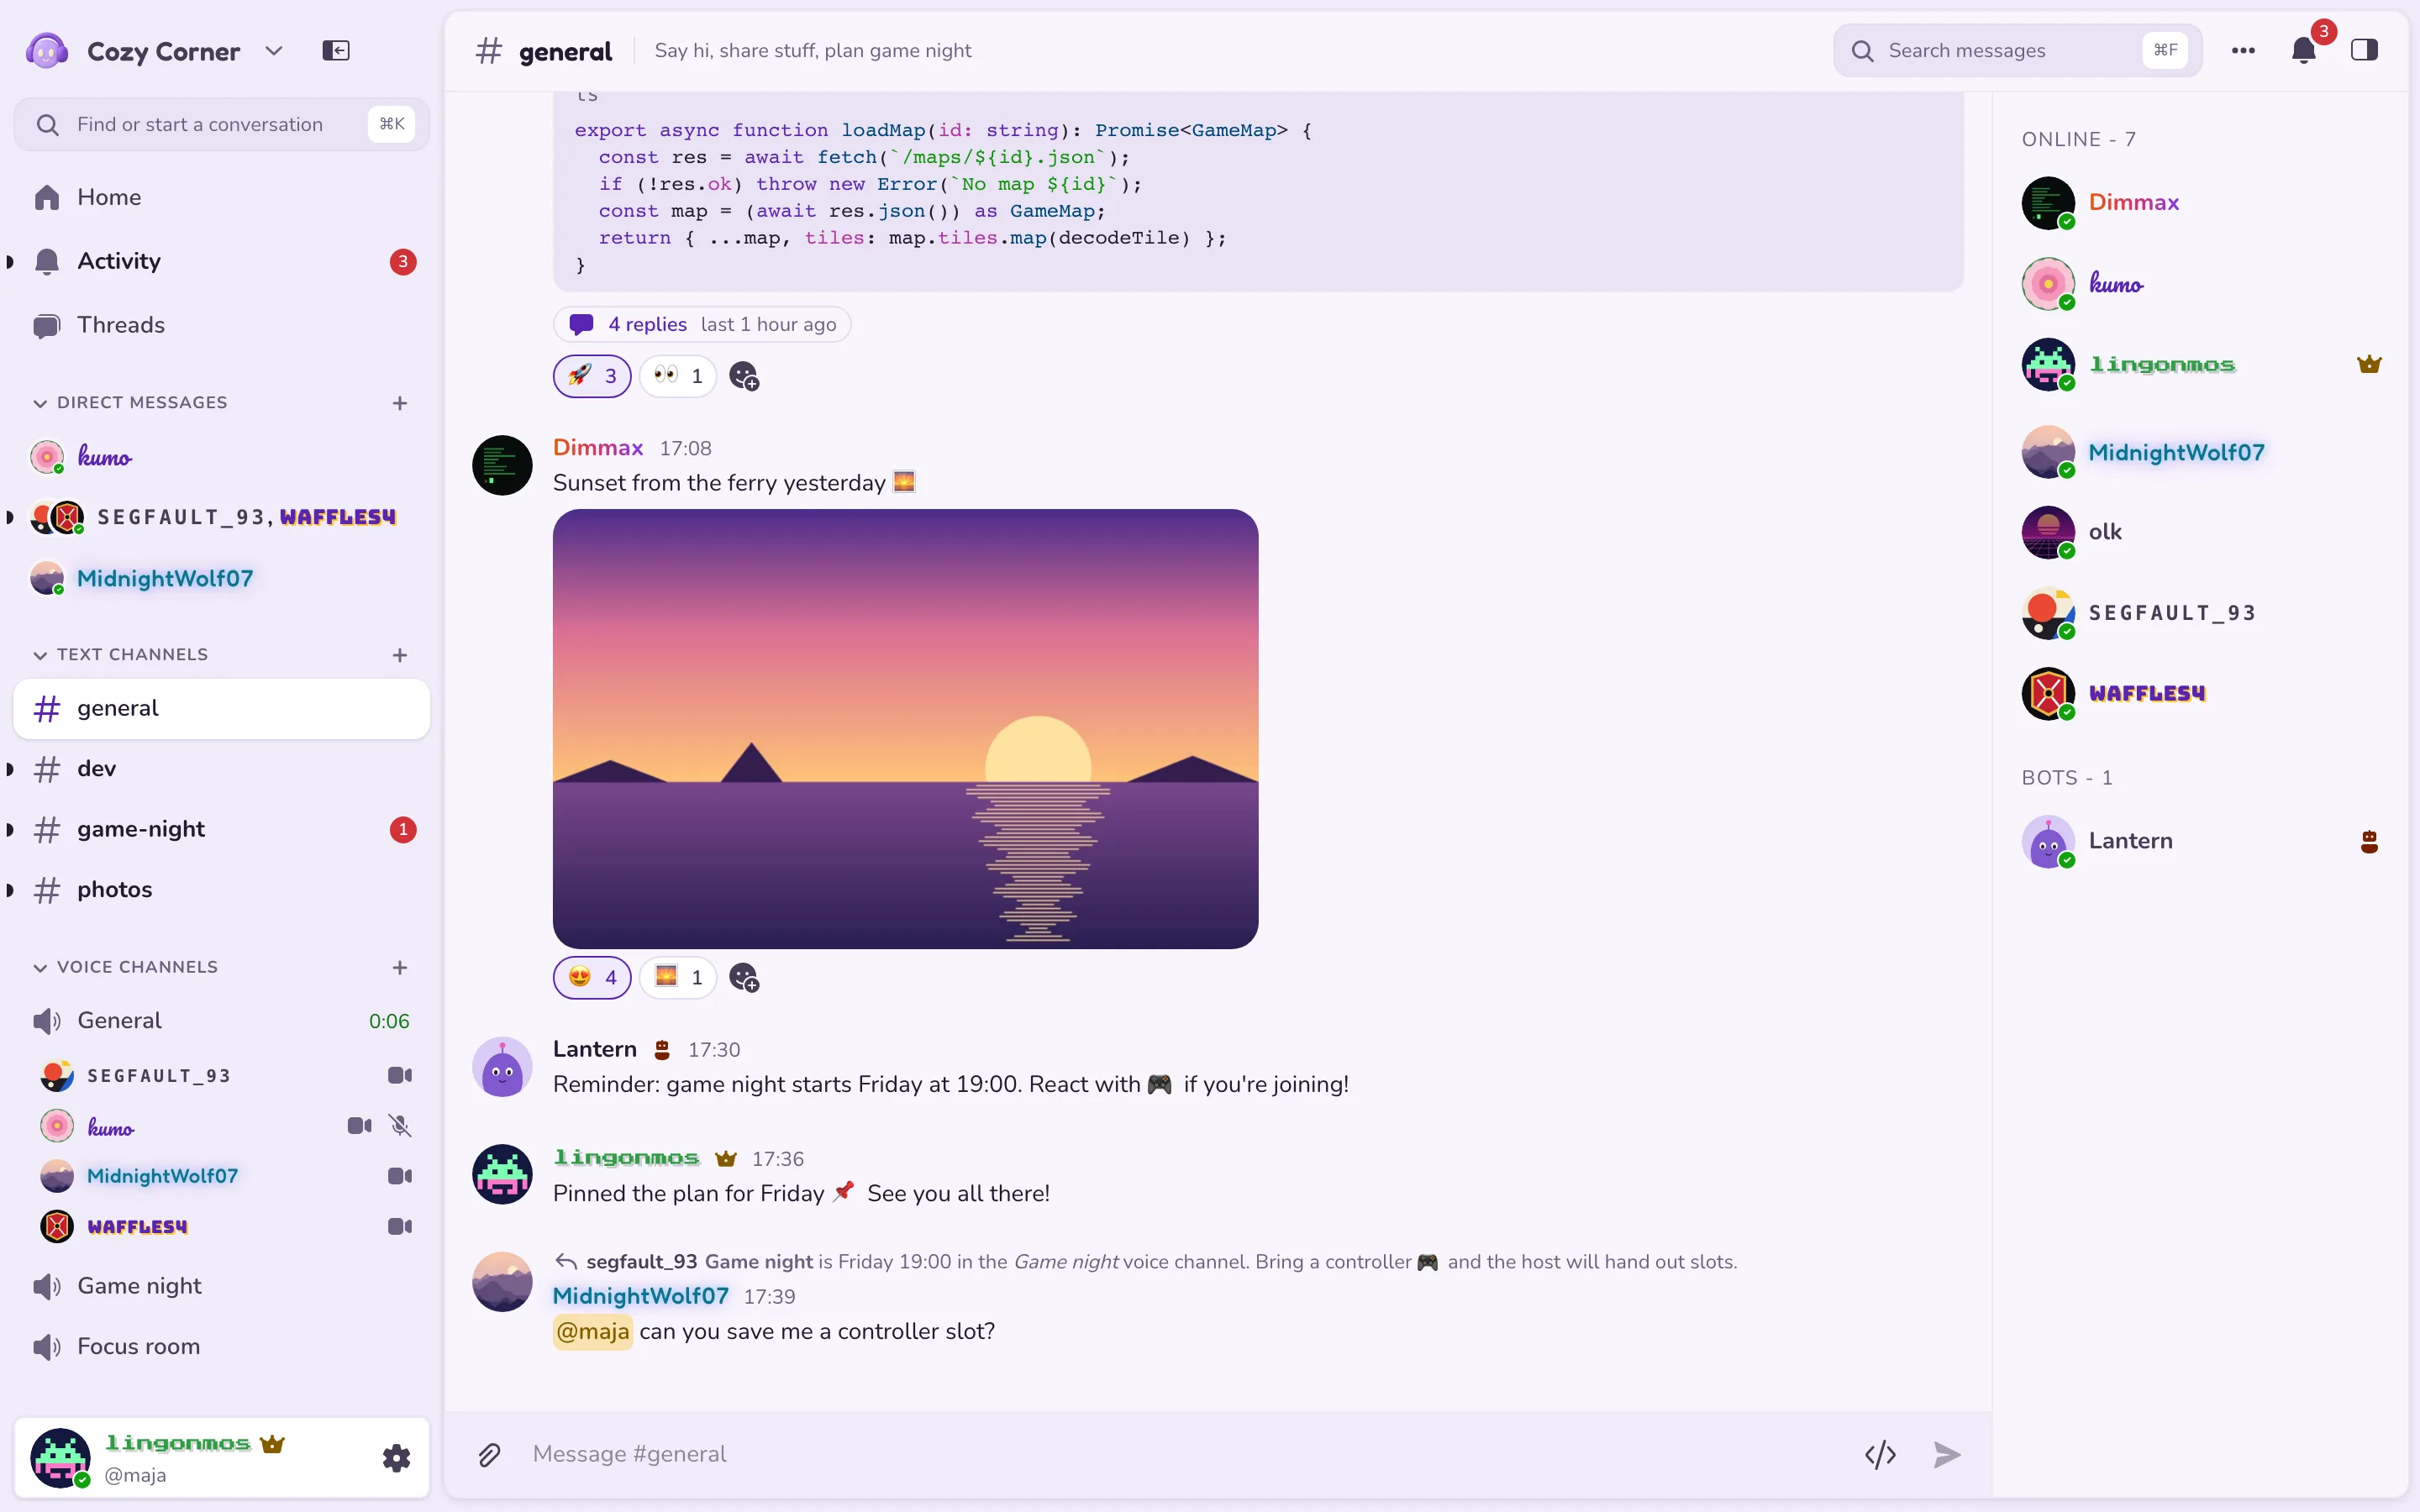 Cozy Corner
Find or start a conversation ⌘K
Home
Activity 3
Threads
DIRECT MESSAGES
kumo
SEGFAULT_93, WAFFLES4
MidnightWolf07
TEXT CHANNELS
# general
# dev
# game-night 1
# photos
VOICE CHANNELS
General 0:06
SEGFAULT_93
kumo
MidnightWolf07
WAFFLES4
Game night
Focus room
lingonmos
@maja
# general Say hi, share stuff, plan game night
Search messages ⌘F
3
ts
export async function loadMap(id: string): Promise<GameMap> {
  const res = await fetch(`/maps/${id}.json`);
  if (!res.ok) throw new Error(`No map ${id}`);
  const map = (await res.json()) as GameMap;
  return { ...map, tiles: map.tiles.map(decodeTile) };
}
4 replies last 1 hour ago
🚀 3 👀 1
Dimmax 17:08
Sunset from the ferry yesterday 🌅
😍 4 🌅 1
Lantern 17:30
Reminder: game night starts Friday at 19:00. React with 🎮 if you're joining!
lingonmos 17:36
Pinned the plan for Friday 📌 See you all there!
segfault_93 Game night is Friday 19:00 in the Game night voice channel. Bring a controller 🎮 and the host will hand out slots.
MidnightWolf07 17:39
@maja can you save me a controller slot?
Message #general
ONLINE - 7
Dimmax
kumo
lingonmos
MidnightWolf07
olk
SEGFAULT_93
WAFFLES4
BOTS - 1
Lantern